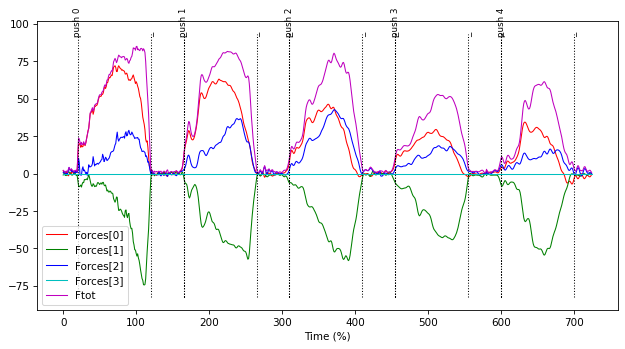 push 0
push 1
push 2
push 3
push 4
_
_
_
_
_
100
75
50
25
0
−25
−50
−75
Forces[0]
Forces[1]
Forces[2]
Forces[3]
Ftot
0
100
200
300
400
500
600
700
Time (%)